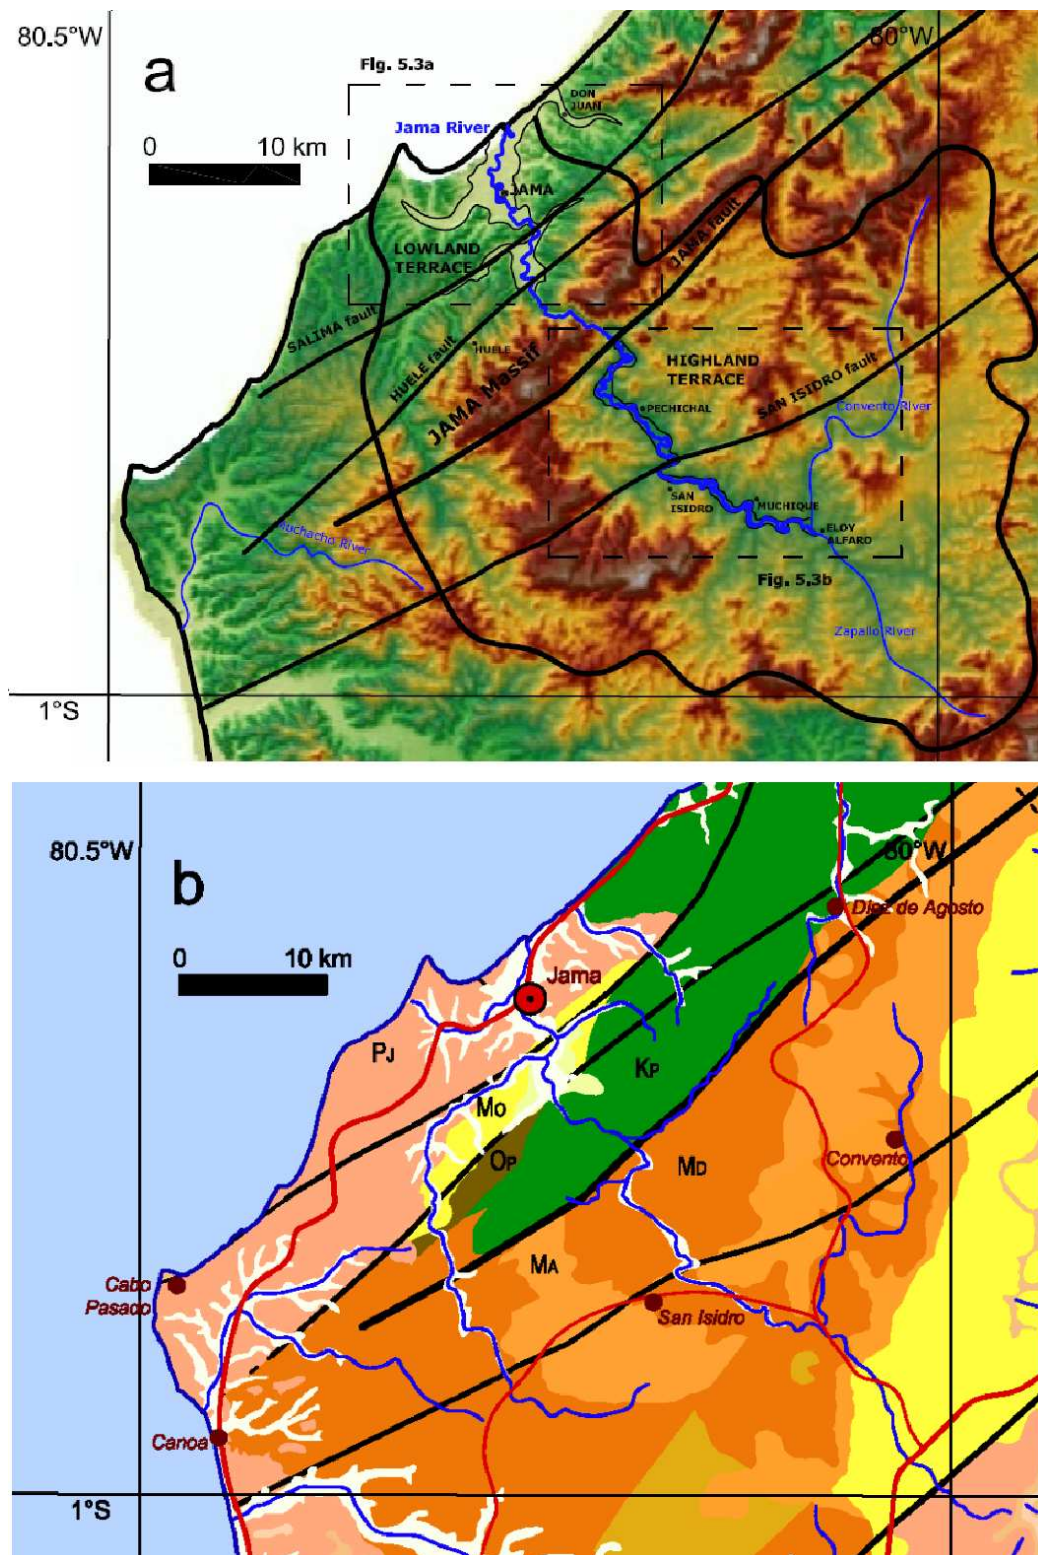 80.5°W
80°W
a
Fig. 5.3a
DON
JUAN
Jama River
0 10 km
JAMA
LOWLAND
TERRACE
JAMA fault
SALIMA fault
HUELE fault
HUELE
JAMA Massif
HIGHLAND
TERRACE
SAN ISIDRO fault
PECHICHAL
Convento River
SAN
ISIDRO
MUCHIQUE
ELOY
ALFARO
Muchacho River
Fig. 5.3b
Zapallo River
1°S
80.5°W
80°W
b
Diez de Agosto
0 10 km
Jama
PJ
KP
MO
OP
MD
Convento
MA
Cabo
Pasado
San Isidro
Canoa
1°S